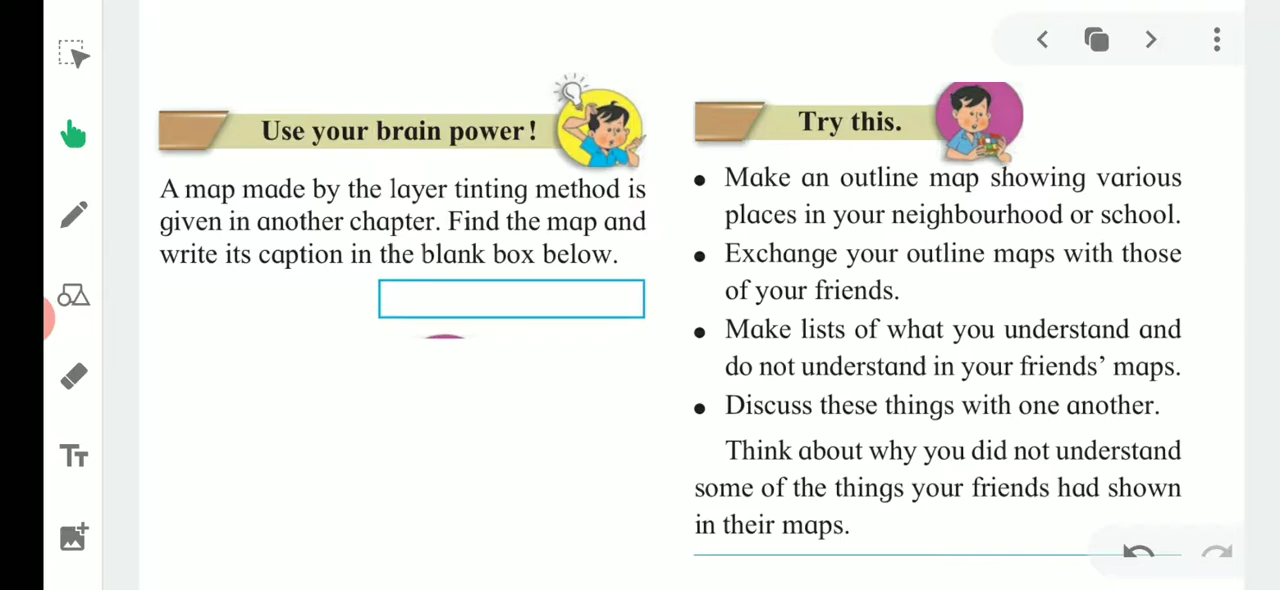 Use your brain power!
A map made by the layer tinting method is
given in another chapter. Find the map and
write its caption in the blank box below.
Try this.
● Make an outline map showing various
places in your neighbourhood or school.
● Exchange your outline maps with those
of your friends.
● Make lists of what you understand and
do not understand in your friends’ maps.
● Discuss these things with one another.
Think about why you did not understand
some of the things your friends had shown
in their maps.
TT